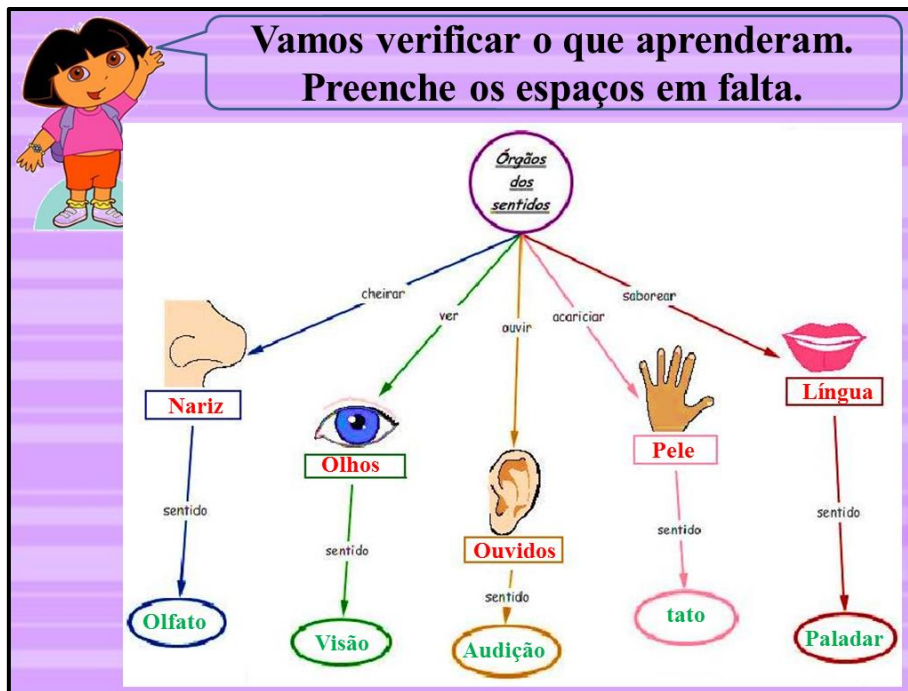 Vamos verificar o que aprenderam.
Preenche os espaços em falta.
Órgãos
dos
sentidos
cheirar
ver
ouvir
acariciar
saborear
Nariz
Olhos
Ouvidos
Pele
Língua
sentido
sentido
sentido
sentido
sentido
Olfato
Visão
Audição
tato
Paladar